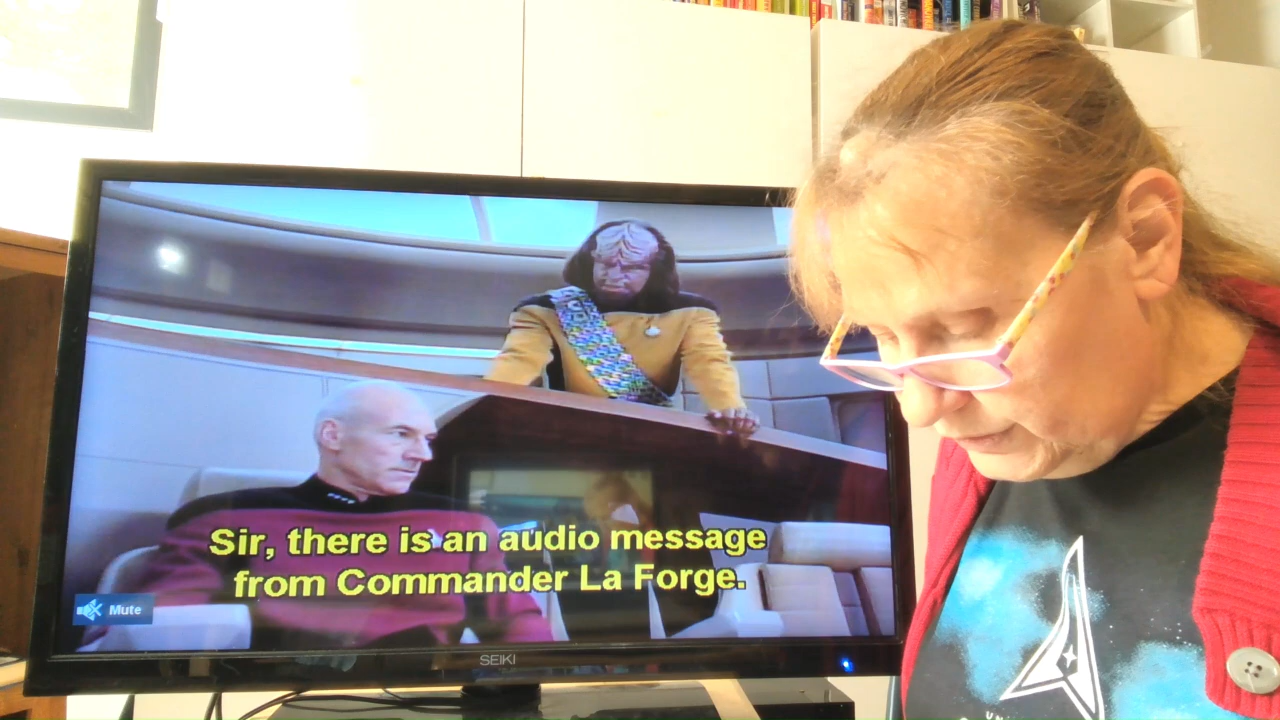 Sir, there is an audio message
from Commander La Forge.
Mute
SEIKI